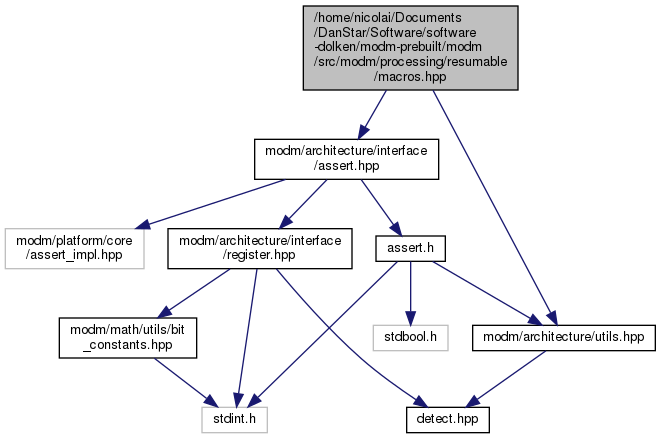 /home/nicolai/Documents
/DanStar/Software/software
-dolken/modm-prebuilt/modm
/src/modm/processing/resumable
/macros.hpp
modm/architecture/interface
/assert.hpp
modm/platform/core
/assert_impl.hpp
modm/architecture/interface
/register.hpp
assert.h
modm/math/utils/bit
_constants.hpp
stdbool.h
modm/architecture/utils.hpp
stdint.h
detect.hpp